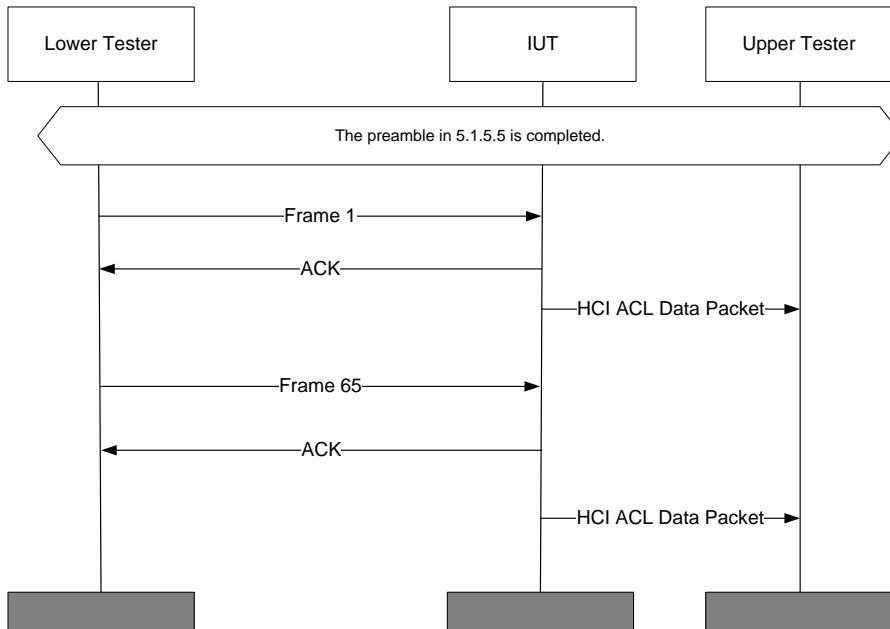 Lower Tester
IUT
Upper Tester
The preamble in 5.1.5.5 is completed.
Frame 1
ACK
HCI ACL Data Packet
Frame 65
ACK
HCI ACL Data Packet